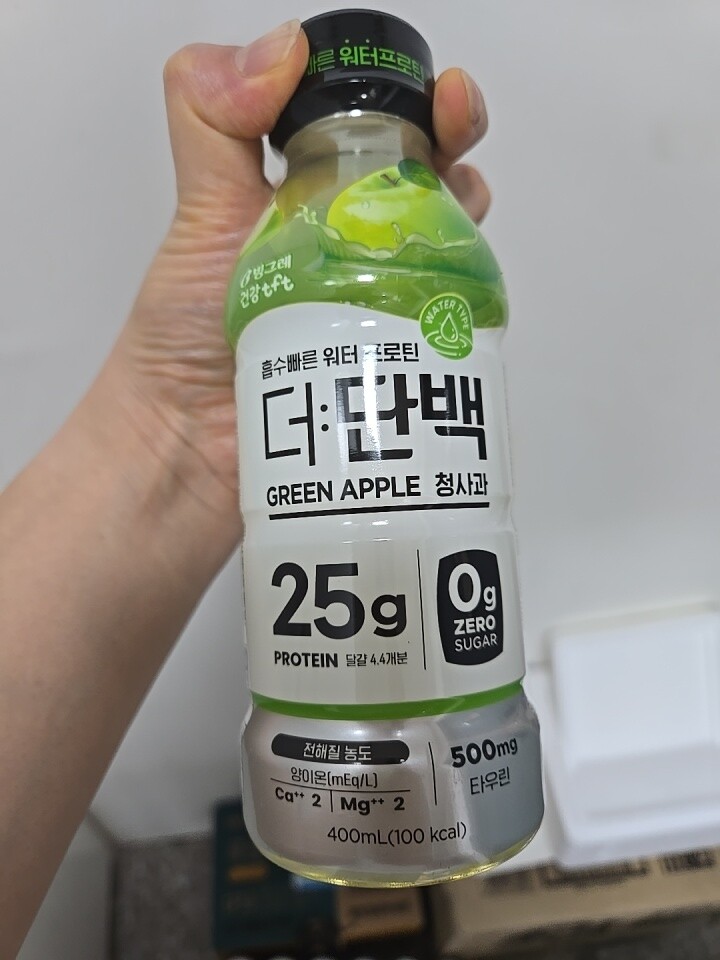 빠른 워터프로틴
빙그레
건강tft
WATER TYPE
흡수빠른 워터 프로틴
더:단백
GREEN APPLE 청사과
25g
PROTEIN 달걀 4.4개분
0g
ZERO
SUGAR
전해질 농도
양이온(mEq/L)
Ca⁺⁺ 2 | Mg⁺⁺ 2
500mg
타우린
400mL(100 kcal)